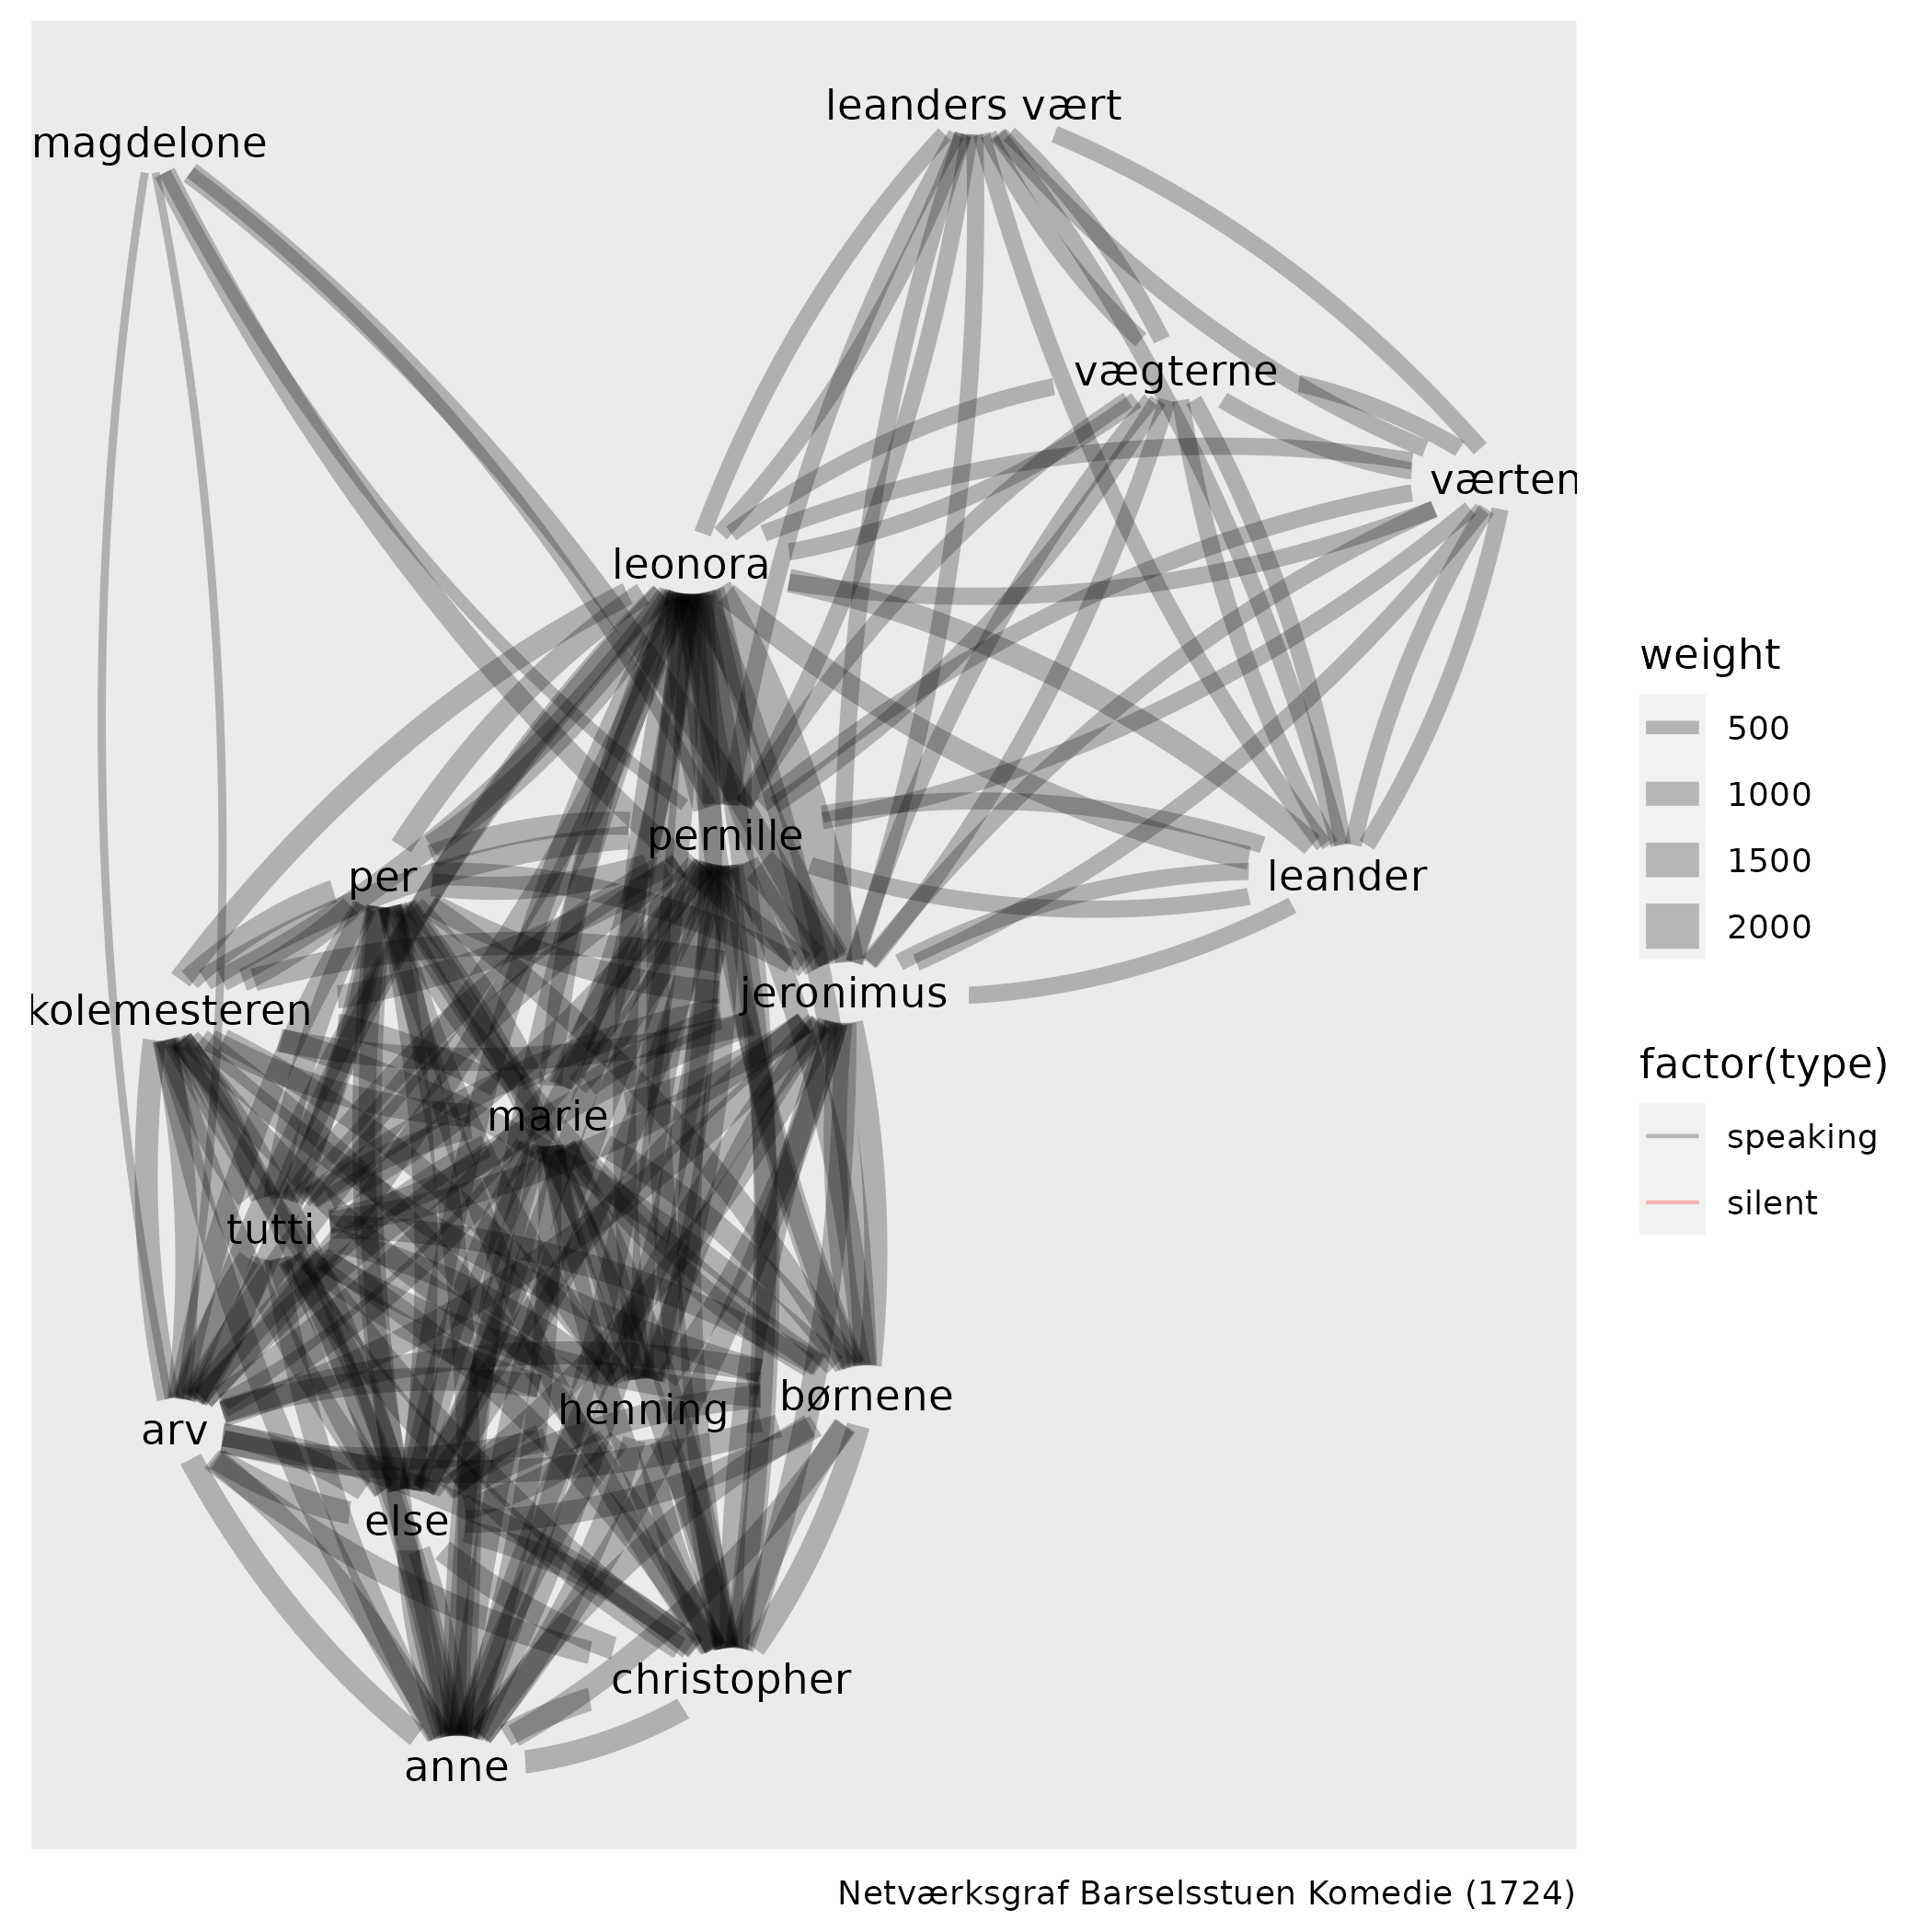 leanders vært
magdelone
vægterne
værten
leonora
pernille
per
leander
jeronimus
kolemesteren
marie
tutti
børnene
henning
arv
else
christopher
anne
weight
500
1000
1500
2000
factor(type)
speaking
silent
Netværksgraf Barselsstuen Komedie (1724)